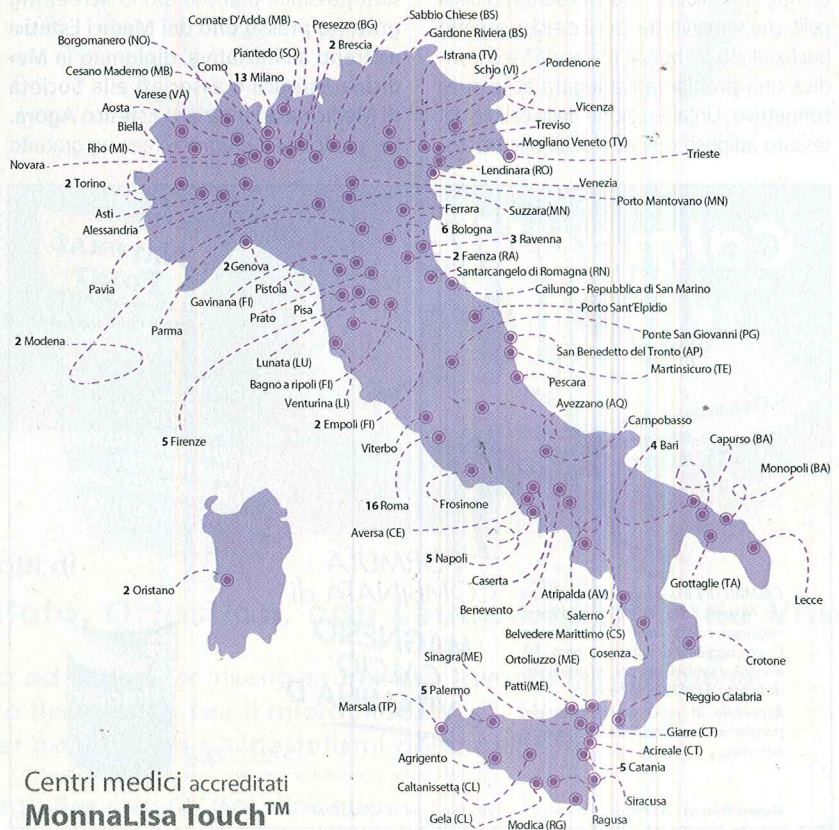 Cornate D'Adda (MB)
Presezzo (BG)
Sabbio Chiese (BS)
Borgomanero (NO)
Varese
Piantedo (SO)
2 Brescia
Gardone Riviera (BS)
Cesano Maderno (MB)
Como
13 Milano
Istrana (TV)
Schio (VI)
Pordenone
Aosta
Biella
Vicenza
Treviso
Rho (MI)
Mogliano Veneto (TV)
Novara
Trieste
Lendinara (RO)
2 Torino
Venezia
Porto Mantovano (MN)
Asti
Alessandria
Ferrara
Suzzara(MN)
6 Bologna
3 Ravenna
2 Genova
2 Faenza (RA)
Santarcangelo di Romagna (RN)
Pavia
Gavinana (FI)
Pistoia
Cailungo - Repubblica di San Marino
Parma
Prato
Pisa
Porto Sant'Elpidio
2 Modena
Ponte San Giovanni (PG)
Lunata (LU)
San Benedetto del Tronto (AP)
Bagno a ripoli (FI)
Martinsicuro (TE)
Venturina (LI)
Pescara
2 Empoli (FI)
Avezzano (AQ)
5 Firenze
Viterbo
Campobasso
4 Bari
Capurso (BA)
Monopoli (BA)
16 Roma
Frosinone
Aversa (CE)
5 Napoli
2 Oristano
Caserta
Grottaglie (TA)
Lecce
Benevento
Atripalda (AV)
Salerno
Belvedere Marittimo (CS)
Cosenza
Crotone
Sinagra(ME)
Ortoliuzzo (ME)
5 Palermo
Patti(ME)
Reggio Calabria
Marsala (TP)
Giarre (CT)
Acireale (CT)
Agrigento
5 Catania
Caltanissetta (CL)
Siracusa
Gela (CL)
Modica (RG)
Ragusa
Centri medici accreditati
MonnaLisa Touch™